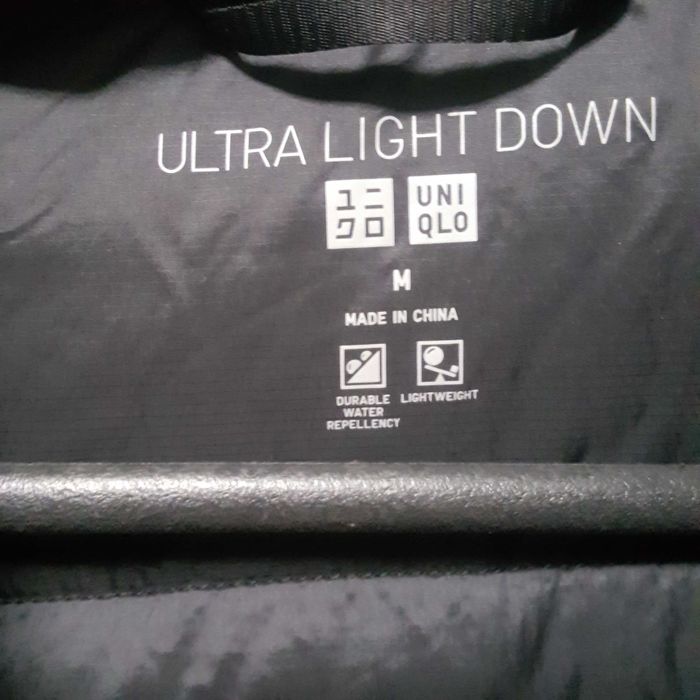 ULTRA LIGHT DOWN
ユニ UNI
クロ QLO
M
MADE IN CHINA
DURABLE LIGHTWEIGHT
WATER
REPELLENCY